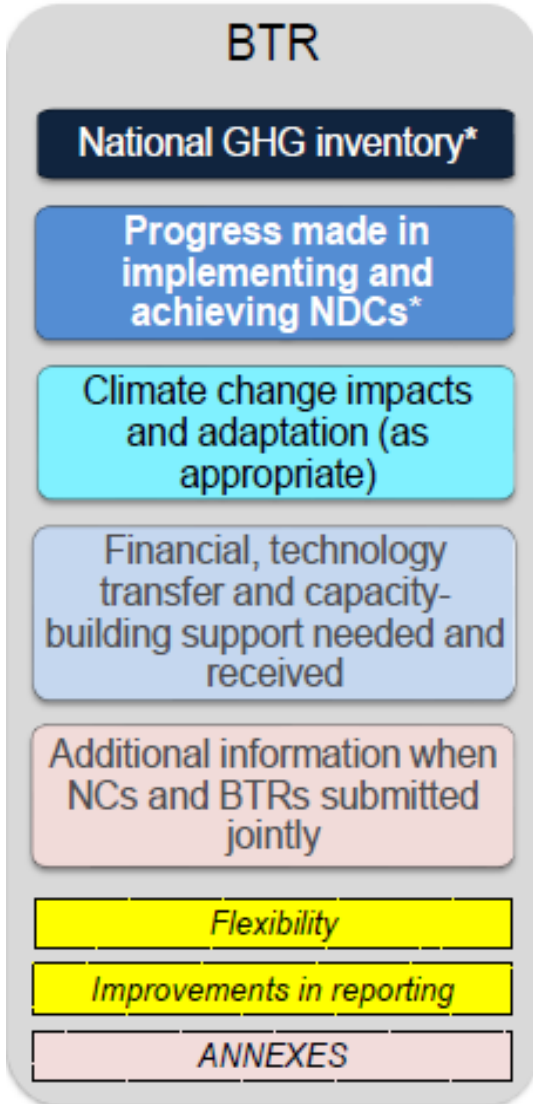 BTR
National GHG inventory*
Progress made in
implementing and
achieving NDCs*
Climate change impacts
and adaptation (as
appropriate)
Financial, technology
transfer and capacity-
building support needed and
received
Additional information when
NCs and BTRs submitted
jointly
Flexibility
Improvements in reporting
ANNEXES